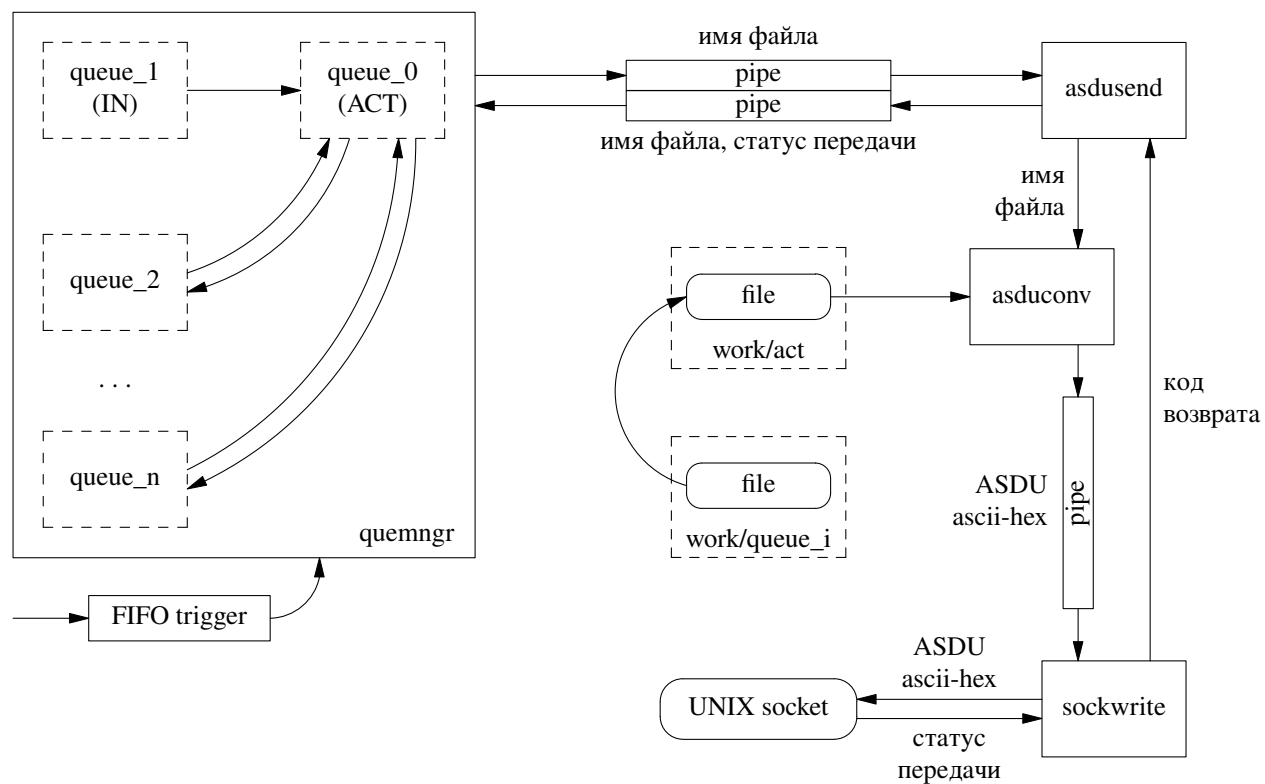 имя файла
queue_1
(IN)
queue_0
(ACT)
pipe
pipe
asdusend
имя файла, статус передачи
имя
файла
queue_2
file
asduconv
work/act
. . .
код
возврата
queue_n
file
ASDU
ascii-hex
pipe
quemngr
work/queue_i
FIFO trigger
ASDU
ascii-hex
UNIX socket
sockwrite
статус
передачи